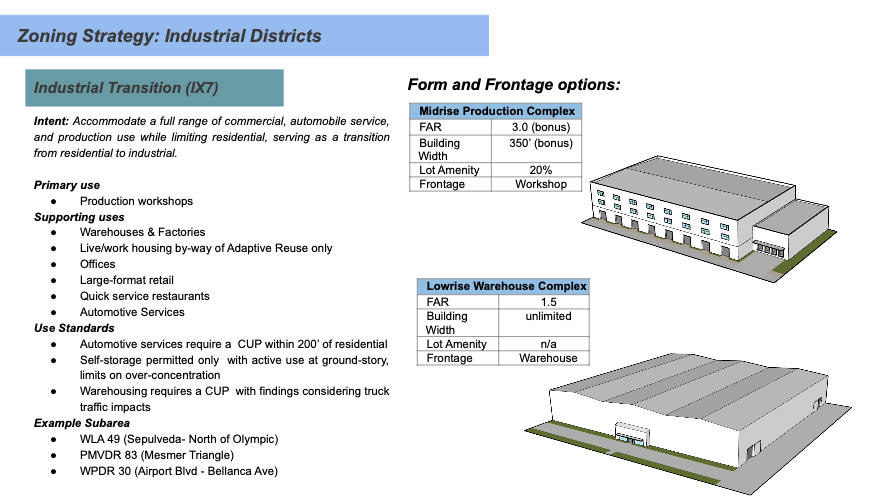 Zoning Strategy: Industrial Districts
Industrial Transition (IX7)
Intent: Accommodate a full range of commercial, automobile service,
and production use while limiting residential, serving as a transition
from residential to industrial.
Primary use
● Production workshops
Supporting uses
● Warehouses & Factories
● Live/work housing by-way of Adaptive Reuse only
● Offices
● Large-format retail
● Quick service restaurants
● Automotive Services
Use Standards
● Automotive services require a CUP within 200' of residential
● Self-storage permitted only with active use at ground-story,
limits on over-concentration
● Warehousing requires a CUP with findings considering truck
traffic impacts
Example Subarea
● WLA 49 (Sepulveda- North of Olympic)
● PMVDR 83 (Mesmer Triangle)
● WPDR 30 (Airport Blvd - Bellanca Ave)
Form and Frontage options:
Midrise Production Complex
FAR 3.0 (bonus)
Building 350' (bonus)
Width
Lot Amenity 20%
Frontage Workshop
Lowrise Warehouse Complex
FAR 1.5
Building unlimited
Width
Lot Amenity n/a
Frontage Warehouse